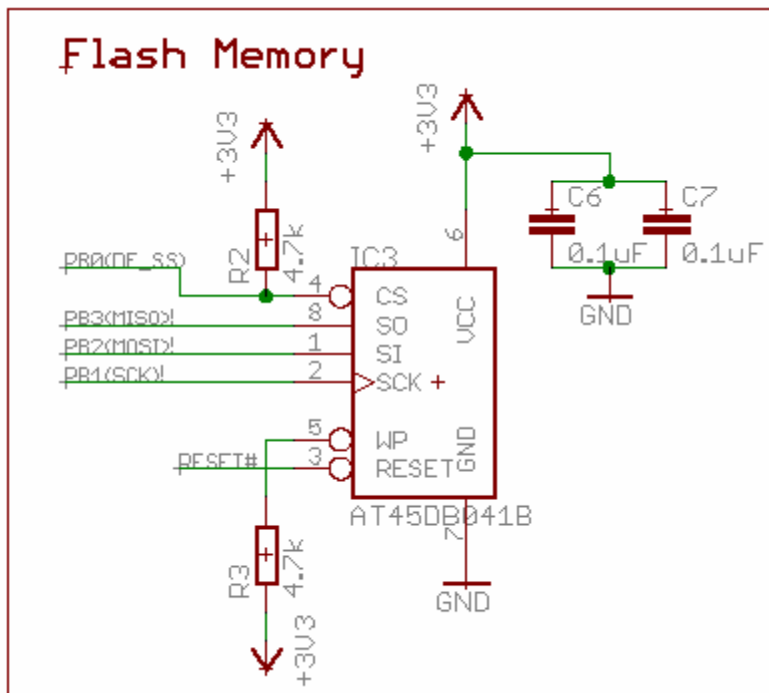 Flash Memory
+3V3
+3V3
C6
C7
0.1uF
0.1uF
GND
R2
4.7k
IC3
6
PB0(DF_SS)
4
CS
VCC
PB3(MISO)!
8
SO
PB2(MOSI)!
1
SI
PB1(SCK)!
2
SCK
5
WP
GND
RESET#
3
RESET
AT45DB041B
7
R3
4.7k
GND
+3V3